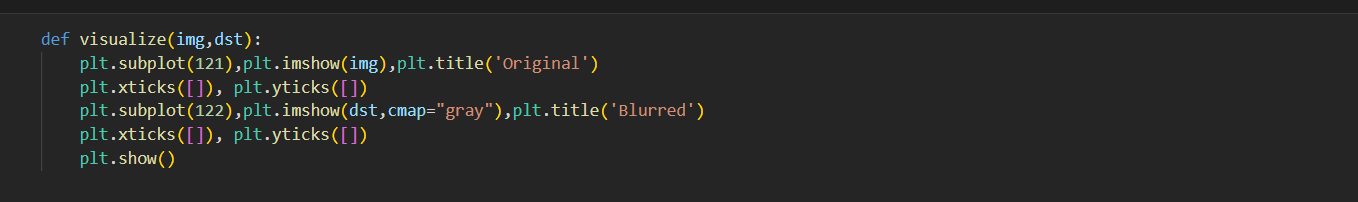 def visualize(img,dst):
    plt.subplot(121),plt.imshow(img),plt.title('Original')
    plt.xticks([]), plt.yticks([])
    plt.subplot(122),plt.imshow(dst,cmap="gray"),plt.title('Blurred')
    plt.xticks([]), plt.yticks([])
    plt.show()